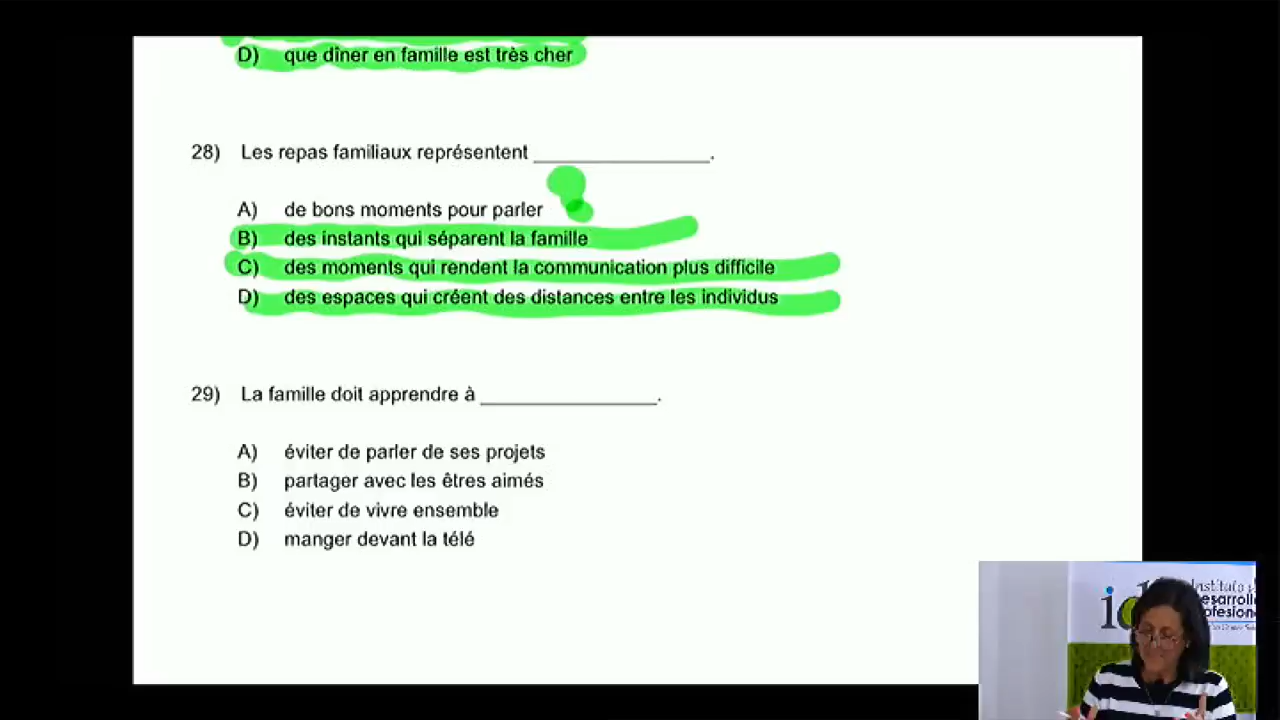 D) que dîner en famille est très cher
28) Les repas familiaux représentent ________________.
A) de bons moments pour parler
B) des instants qui séparent la famille
C) des moments qui rendent la communication plus difficile
D) des espaces qui créent des distances entre les individus
29) La famille doit apprendre à ________________.
A) éviter de parler de ses projets
B) partager avec les êtres aimés
C) éviter de vivre ensemble
D) manger devant la télé